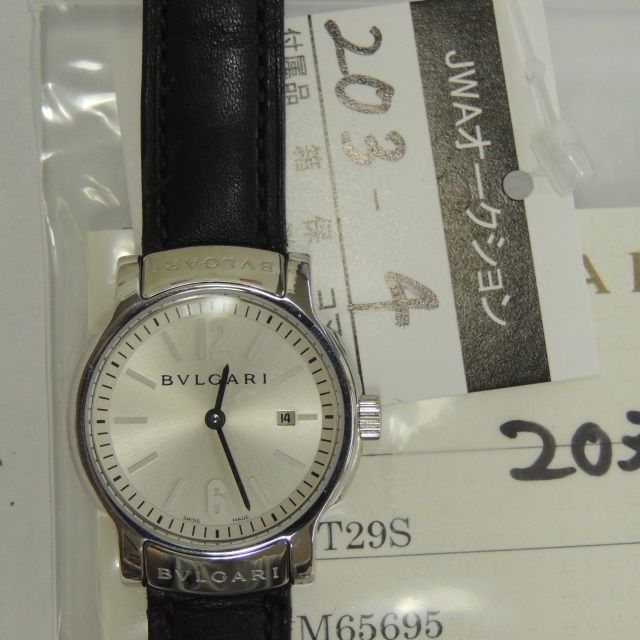 付属品
203-4
JWAオークション
BVLGARI BVLGARI
12
BVLGARI
14
6
SWISS MADE
BVLGARI
203
T29S
M65695